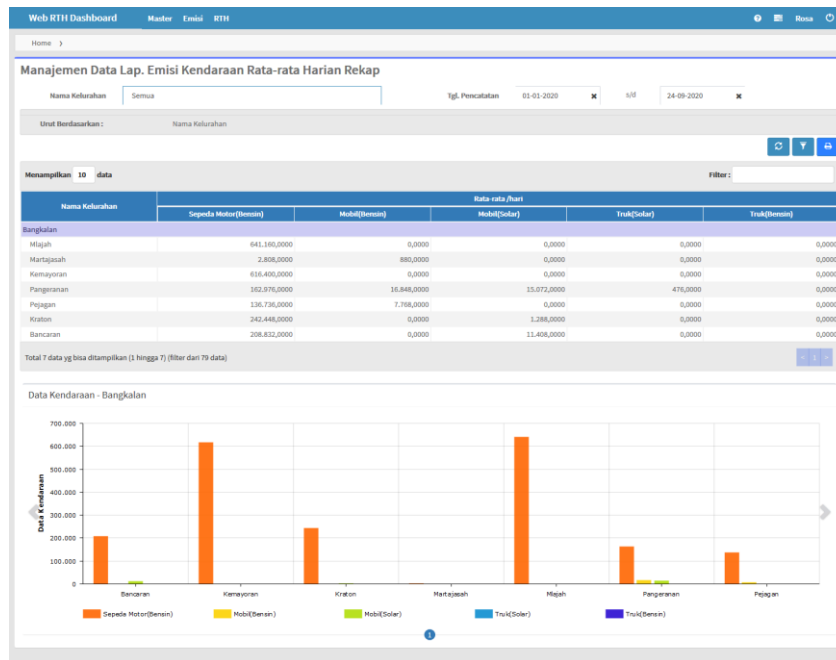 Web RTH Dashboard Master Emisi RTH Rosa
Home
Manajemen Data Lap. Emisi Kendaraan Rata-rata Harian Rekap
Nama Kelurahan Semua Tgl. Pencatatan 01-01-2020 s/d 24-09-2020
Urut Berdasarkan : Nama Kelurahan
Menampilkan 10 data Filter :
Nama Kelurahan Rata-rata /hari
Sepeda Motor(Bensin) Mobil(Bensin) Mobil(Solar) Truk(Solar) Truk(Bensin)
Bangkalan
Mlajah 641.160,0000 0,0000 0,0000 0,0000 0,0000
Martajasah 2.808,0000 880,0000 0,0000 0,0000 0,0000
Kemayoran 616.400,0000 0,0000 0,0000 0,0000 0,0000
Pangeranan 162.976,0000 16.848,0000 15.072,0000 476,0000 0,0000
Pejagan 136.736,0000 7.768,0000 0,0000 0,0000 0,0000
Kraton 242.448,0000 0,0000 1.288,0000 0,0000 0,0000
Bancaran 208.832,0000 0,0000 11.408,0000 0,0000 0,0000
Total 7 data yg bisa ditampilkan (1 hingga 7) (filter dari 79 data) < 1 >
Data Kendaraan - Bangkalan
Data Kendaraan
700.000
600.000
500.000
400.000
300.000
200.000
100.000
0
Bancaran Kemayoran Kraton Martajasah Mlajah Pangeranan Pejagan
Sepeda Motor(Bensin) Mobil(Bensin) Mobil(Solar) Truk(Solar) Truk(Bensin)
1